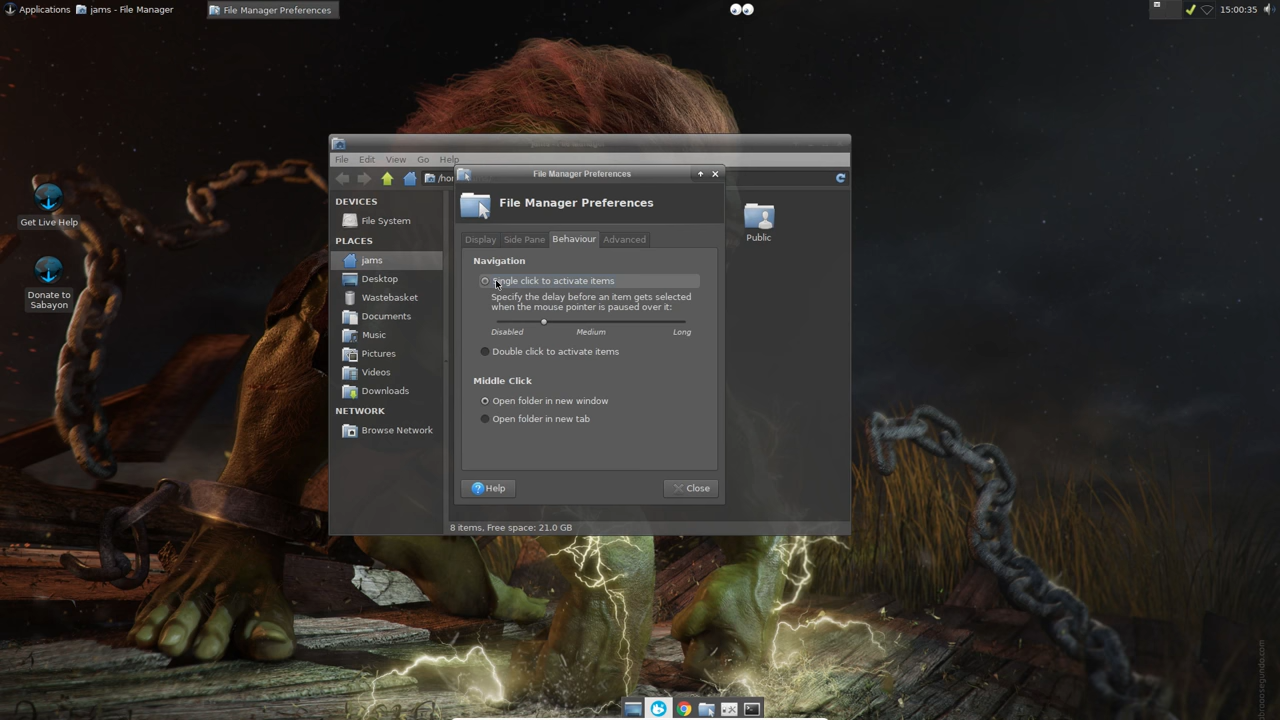 Applications
jams - File Manager
File Manager Preferences
15:00:35
Get Live Help
Donate to
Sabayon
File Edit View Go Help
DEVICES
File System
PLACES
jams
Desktop
Wastebasket
Documents
Music
Pictures
Videos
Downloads
NETWORK
Browse Network
Public
8 items, Free space: 21.0 GB
File Manager Preferences
File Manager Preferences
Display Side Pane Behaviour Advanced
Navigation
Single click to activate items
Specify the delay before an item gets selected
when the mouse pointer is paused over it:
Disabled Medium Long
Double click to activate items
Middle Click
Open folder in new window
Open folder in new tab
Help
Close